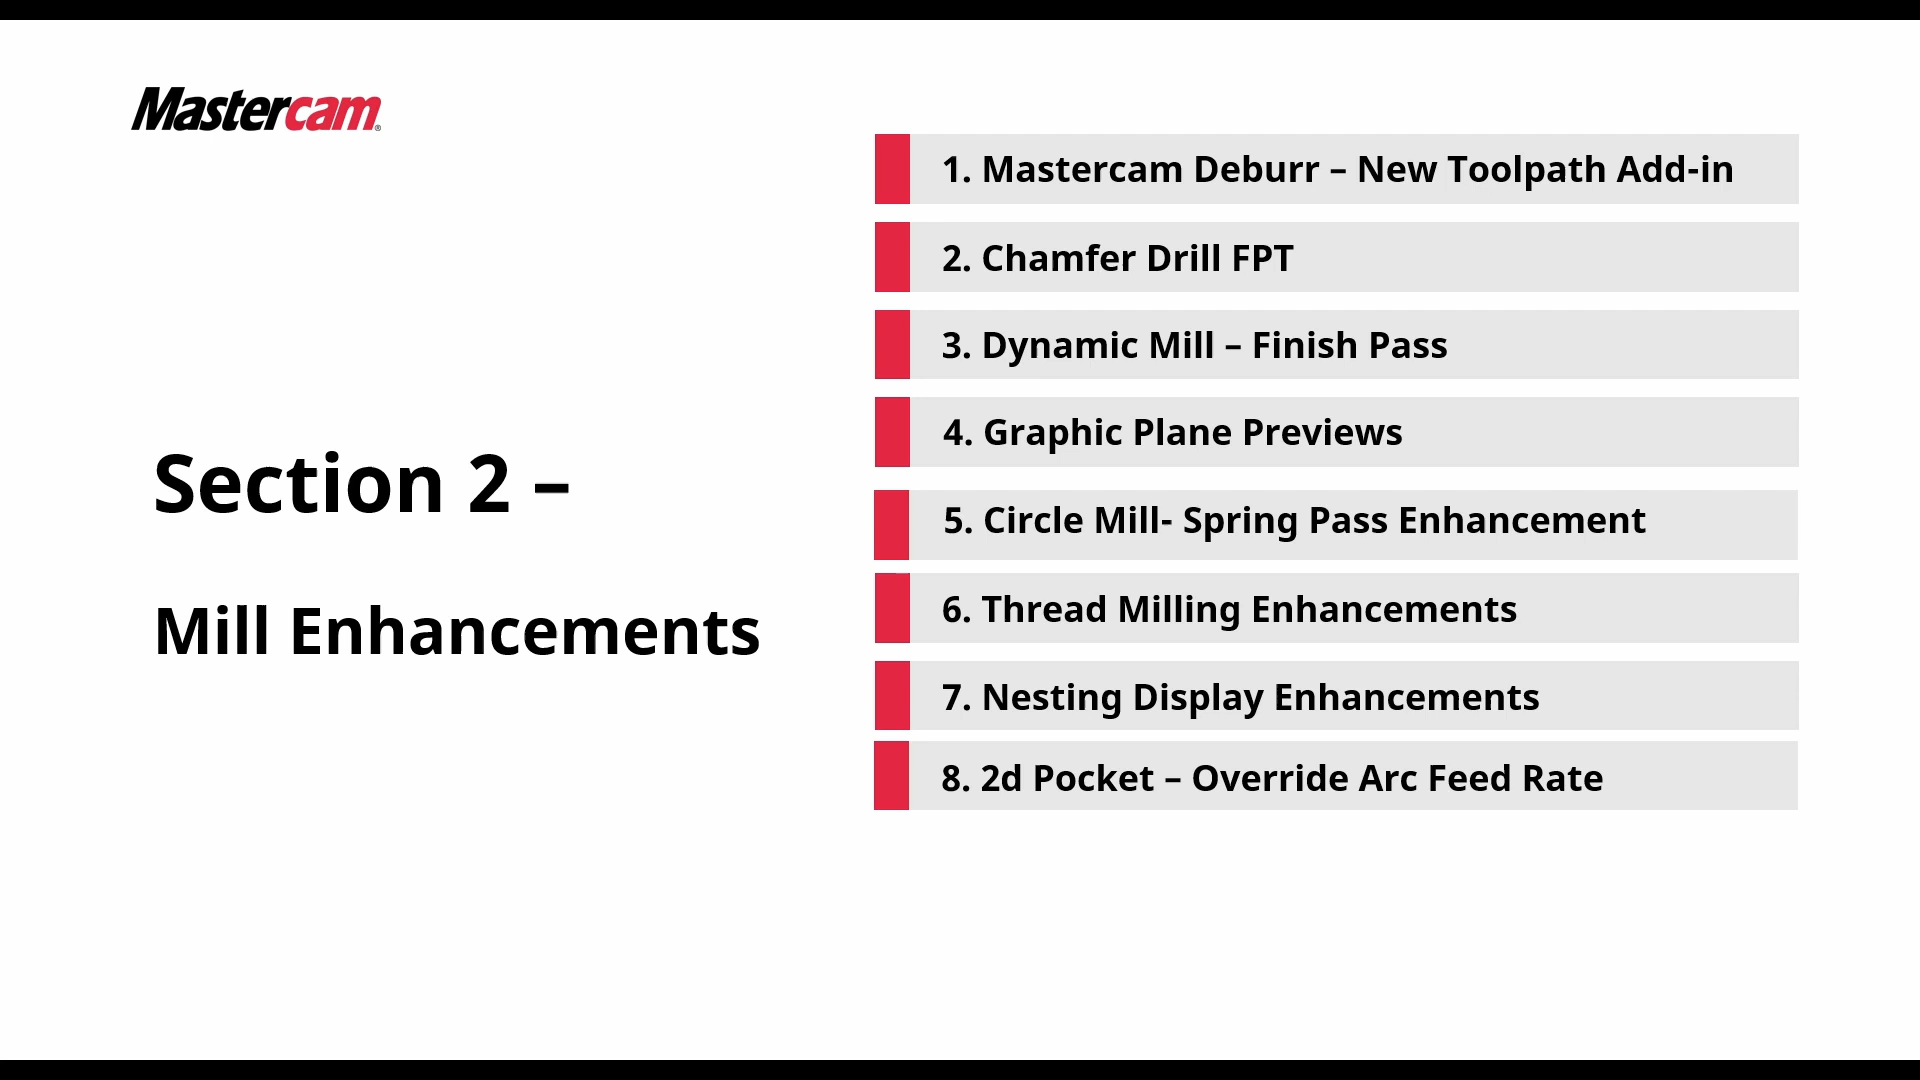 Mastercam®
Section 2 –
Mill Enhancements
1. Mastercam Deburr – New Toolpath Add-in
2. Chamfer Drill FPT
3. Dynamic Mill – Finish Pass
4. Graphic Plane Previews
5. Circle Mill- Spring Pass Enhancement
6. Thread Milling Enhancements
7. Nesting Display Enhancements
8. 2d Pocket – Override Arc Feed Rate